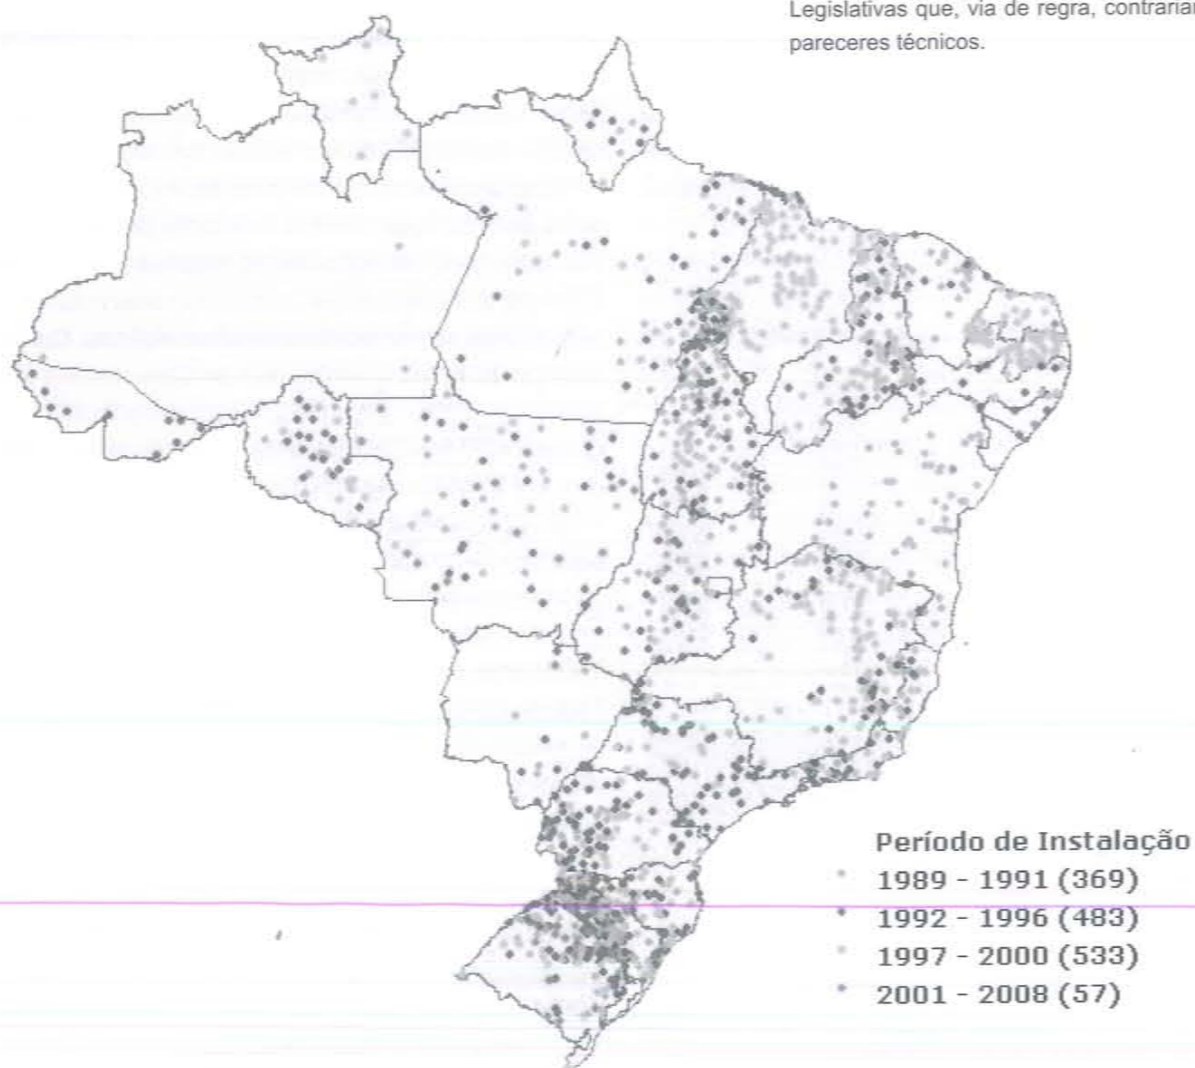 Legislativas que, via de regra, contrariam
pareceres técnicos.
Período de Instalação
1989 - 1991 (369)
1992 - 1996 (483)
1997 - 2000 (533)
2001 - 2008 (57)